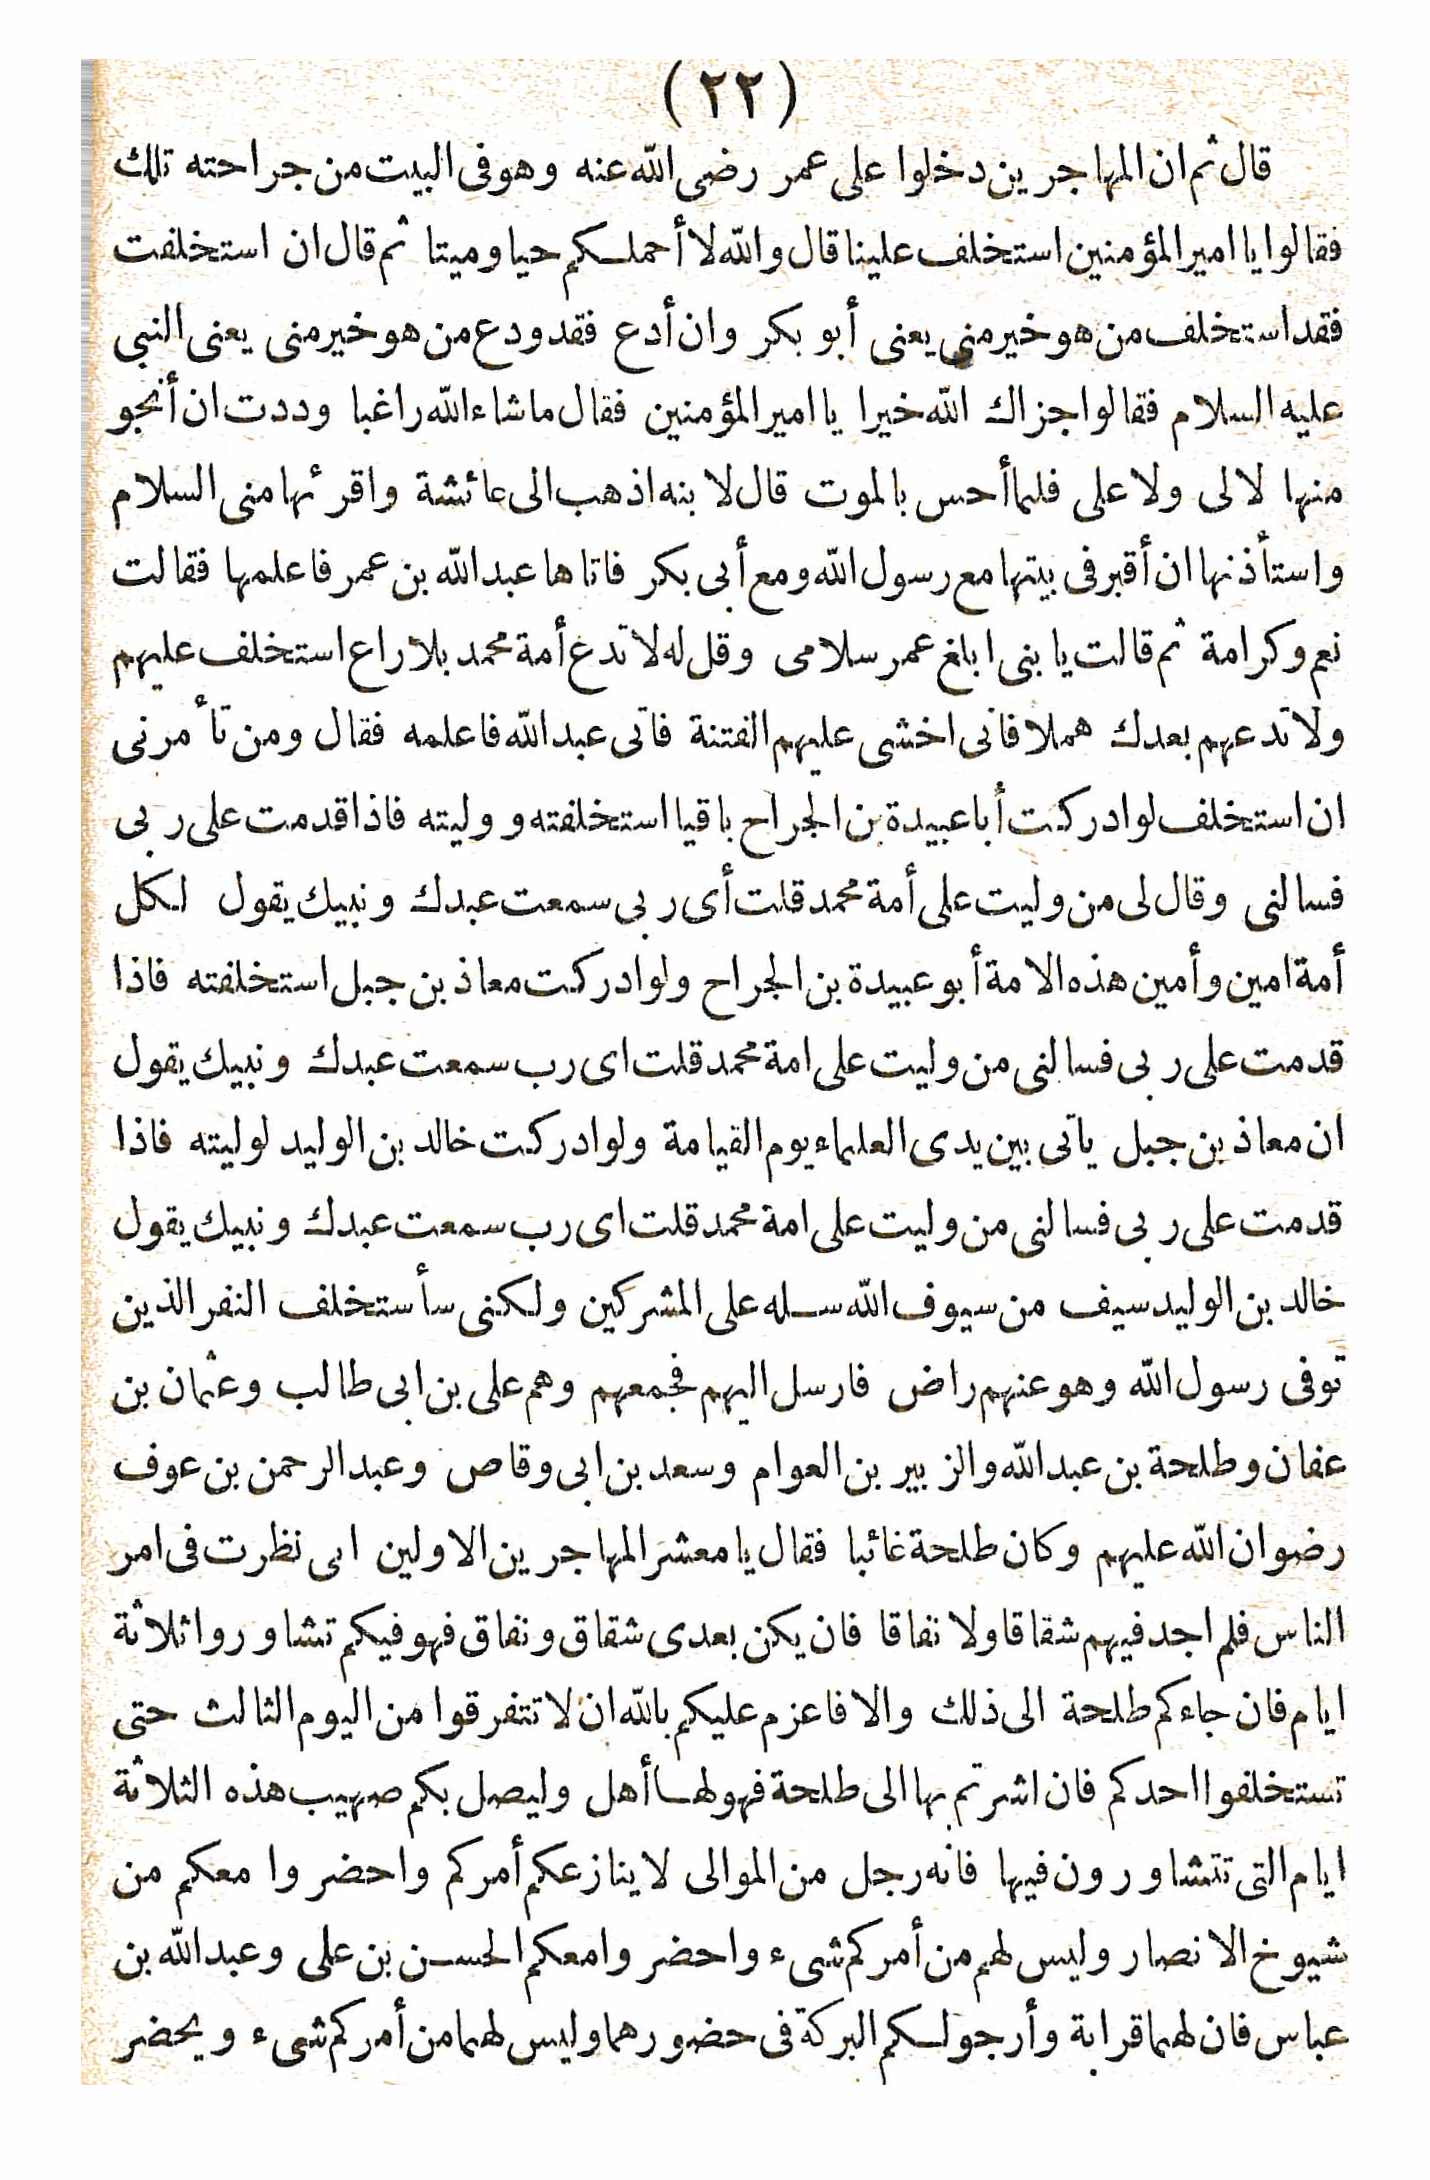 (٢٢)
قال ثم ان المهاجرين دخلوا على عمر رضى الله عنه وهو فى البيت من جراحته تلك
فقالوا يا امير المؤمنين استخلف علينا قال والله لا أحملكم حيا وميتا ثم قال ان استخلفت
فقد استخلف من هو خير منى يعنى أبو بكر وان أدع فقد ودع من هو خير منى يعنى النبى
عليه السلام فقالوا جزاك الله خيرا يا امير المؤمنين فقال ما شاء الله راغبا وددت ان أنجو
منها لا لى ولا على فلما أحس بالموت قال لابنه اذهب الى عائشة واقرئها منى السلام
واستأذنها ان أقبر فى بيتها مع رسول الله ومع أبى بكر فاتاها عبد الله بن عمر فاعلمها فقالت
نعم وكرامة ثم قالت يا بنى ابلغ عمر سلامى وقل له لا تدع أمة محمد بلا راع استخلف عليهم
ولا تدعهم بعدك هملا فانى اخشى عليهم الفتنة فاتى عبد الله فاعلمه فقال ومن تأمرنى
ان استخلف لو ادركت أبا عبيدة بن الجراح باقيا استخلفته ووليته فاذا قدمت على ربى
فسالنى وقال لى من وليت على أمة محمد قلت أى ربى سمعت عبدك ونبيك يقول لكل
أمة امين وأمين هذه الامة أبو عبيدة بن الجراح ولو ادركت معاذ بن جبل استخلفته فاذا
قدمت على ربى فسالنى من وليت على امة محمد قلت اى رب سمعت عبدك ونبيك يقول
ان معاذ بن جبل ياتى بين يدى العلماء يوم القيامة ولو ادركت خالد بن الوليد لوليته فاذا
قدمت على ربى فسالنى من وليت على امة محمد قلت اى رب سمعت عبدك ونبيك يقول
خالد بن الوليد سيف من سيوف الله سله على المشركين ولكنى سأستخلف النفر الذين
توفى رسول الله وهو عنهم راض فارسل اليهم فجمعهم وهم على بن ابى طالب وعثمان بن
عفان وطلحة بن عبد الله والزبير بن العوام وسعد بن ابى وقاص وعبد الرحمن بن عوف
رضوان الله عليهم وكان طلحة غائبا فقال يا معشر المهاجرين الاولين انى نظرت فى امر
الناس فلم اجد فيهم شقاقا ولا نفاقا فان يكن بعدى شقاق ونفاق فهو فيكم تشاوروا ثلاثة
ايام فان جاءكم طلحة الى ذلك والا فاعزم عليكم بالله ان لا تتفرقوا من اليوم الثالث حتى
تستخلفوا احدكم فان اشرتم بها الى طلحة فهو لها أهل وليصل بكم صهيب هذه الثلاثة
ايام التى تتشاورون فيها فانه رجل من الموالى لا ينازعكم أمركم واحضروا معكم من
شيوخ الانصار وليس لهم من أمركم شىء واحضروا معكم الحسن بن على وعبد الله بن
عباس فان لهما قرابة وأرجو لكم البركة فى حضورهما وليس لهما من أمركم شىء ويحضر